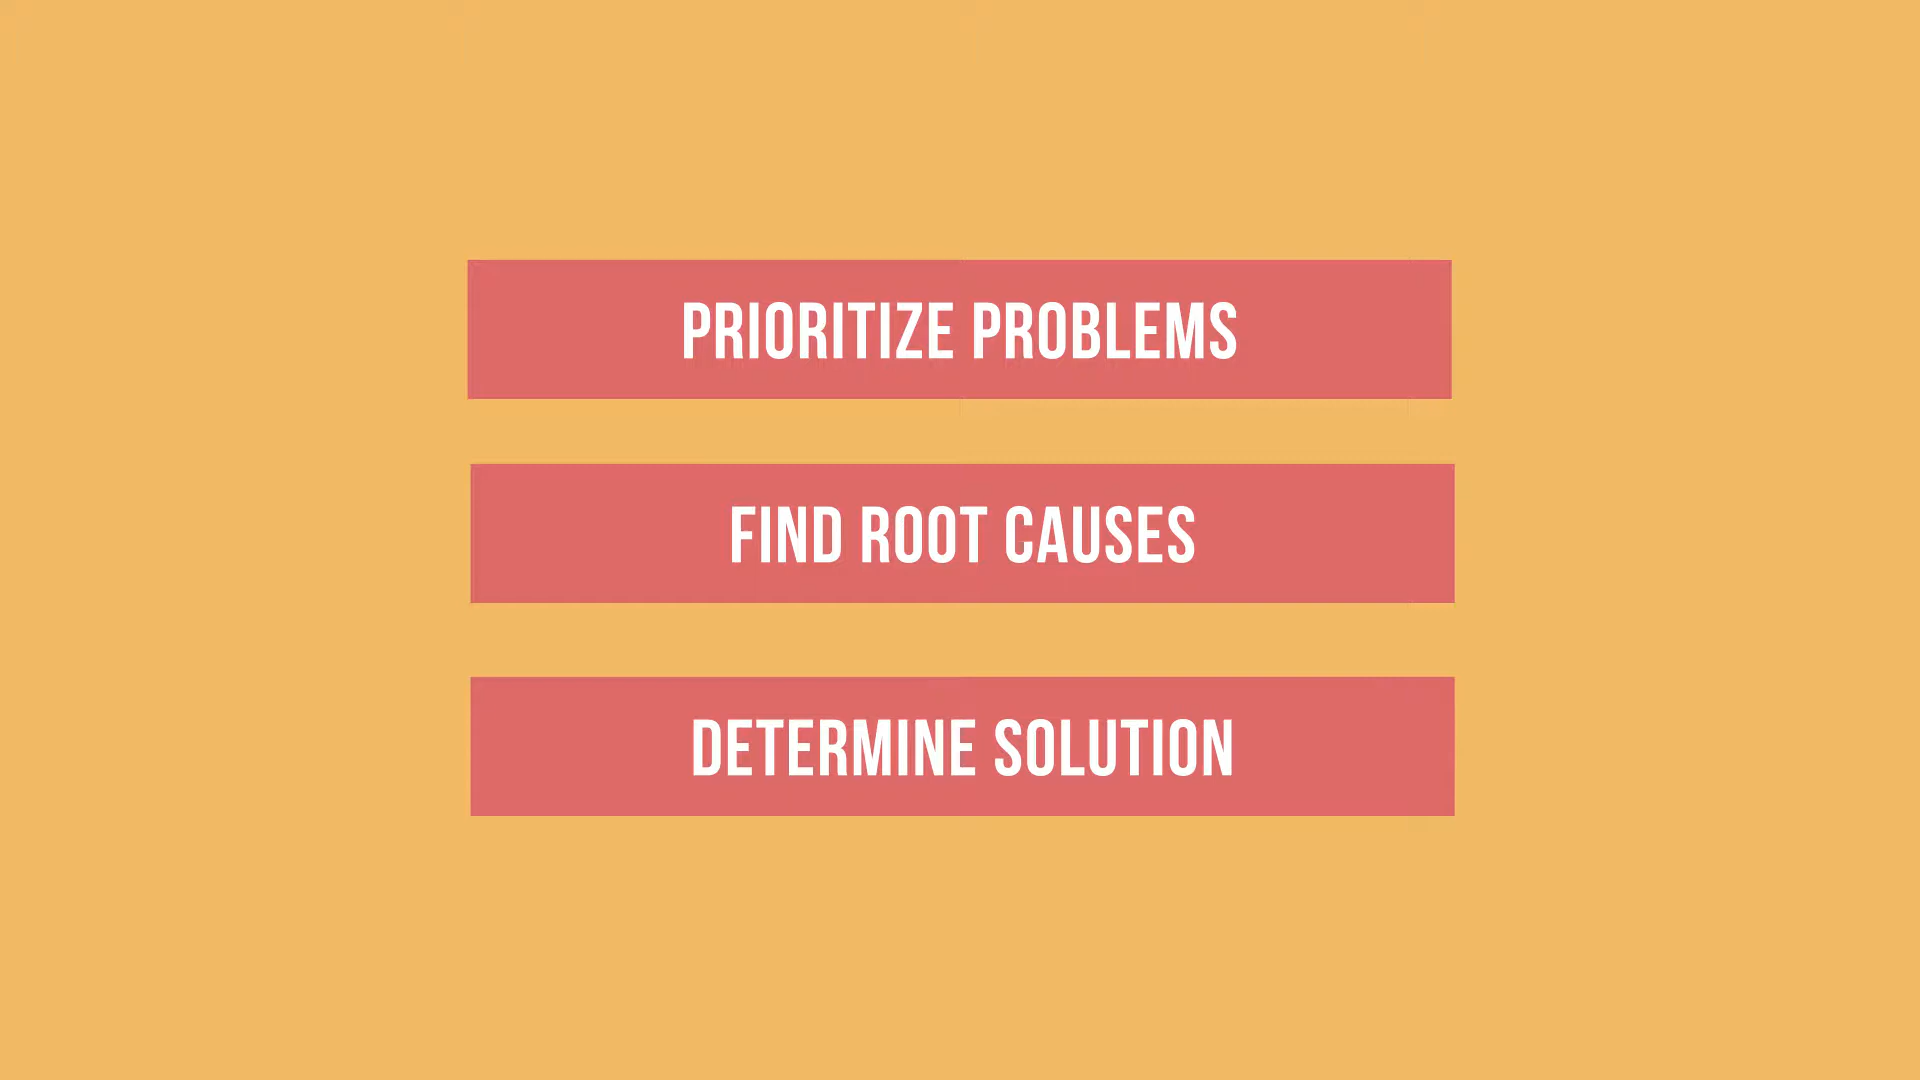 PRIORITIZE PROBLEMS
FIND ROOT CAUSES
DETERMINE SOLUTION